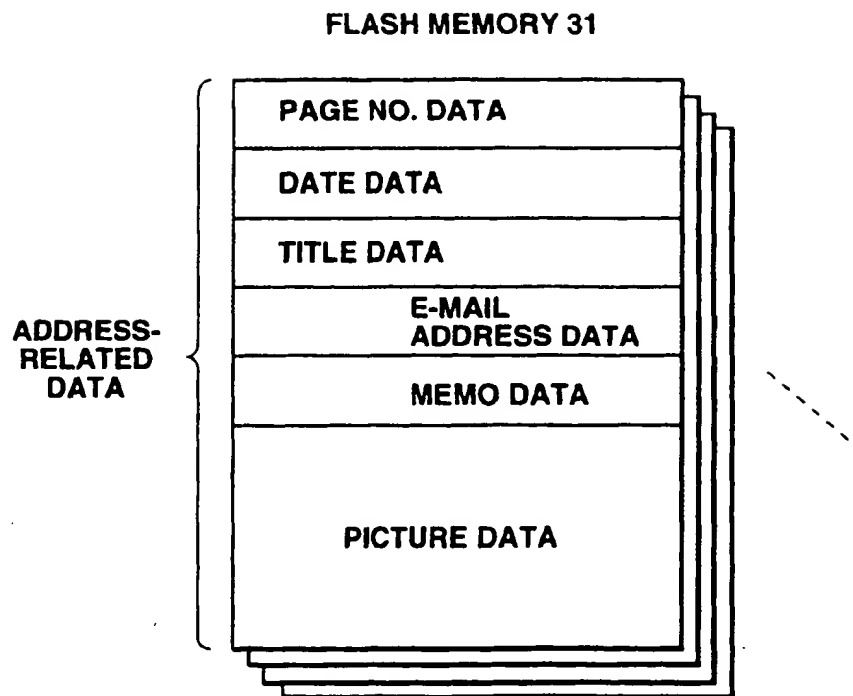 FLASH MEMORY 31
PAGE NO. DATA
DATE DATA
TITLE DATA
E-MAIL
ADDRESS DATA
MEMO DATA
PICTURE DATA
ADDRESS-
RELATED
DATA